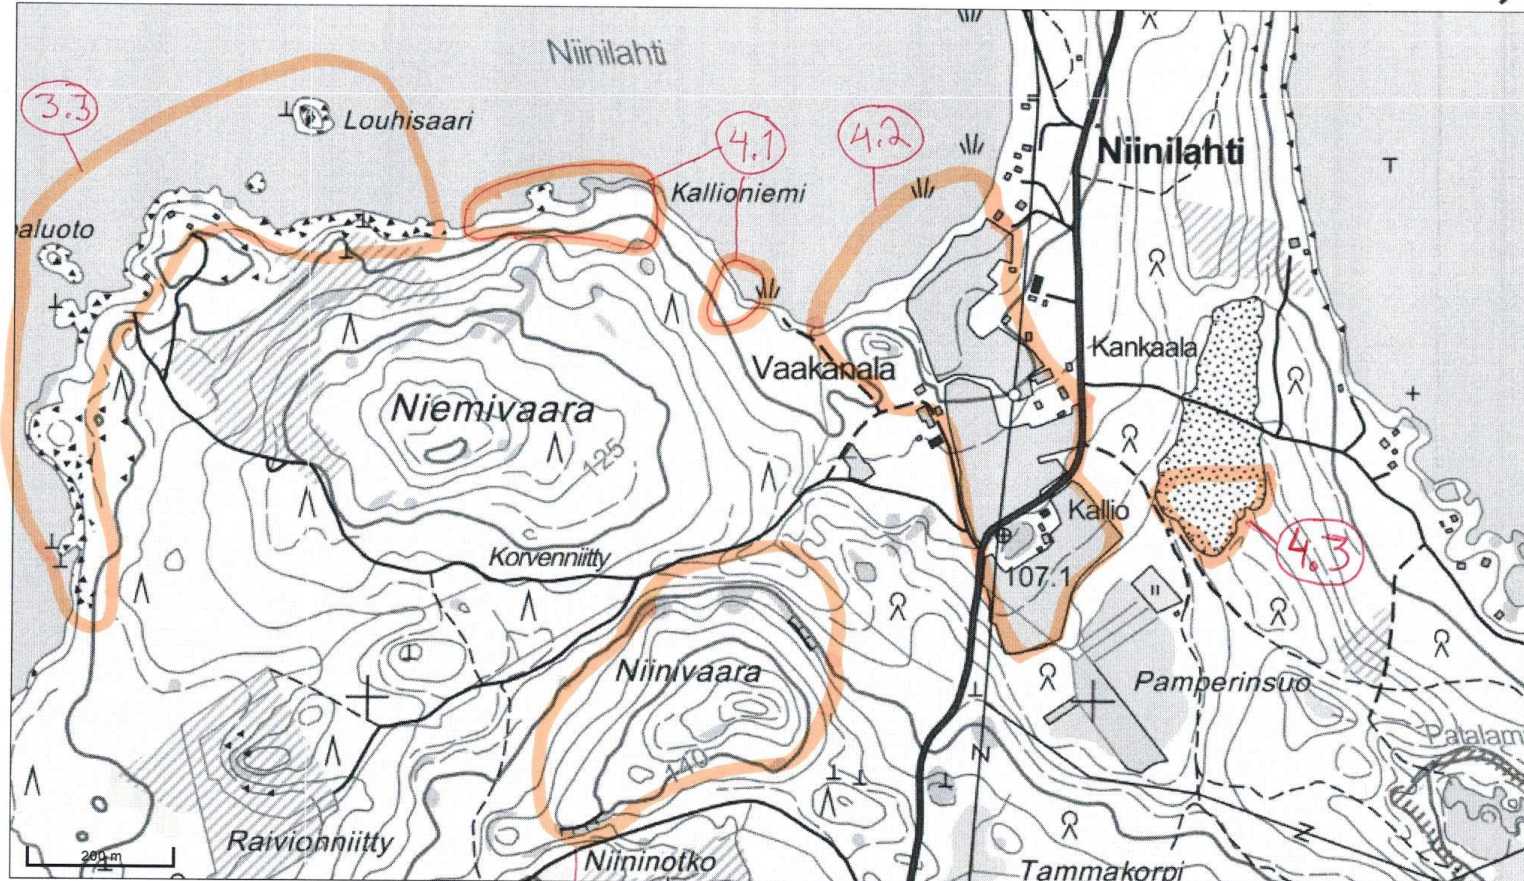 Niinilahti
3.3
Louhisaari
4.1
4.2
Niinilahti
Kallioniemi
aluoto
Kankaala
Vaakanala
Niemivaara
125
Kallio
Korvenniitty
4.3
107.1
Niinivaara
Pamperinsuo
Patalam
140
Raivionniitty
200 m
Niininotko
Tammakorpi